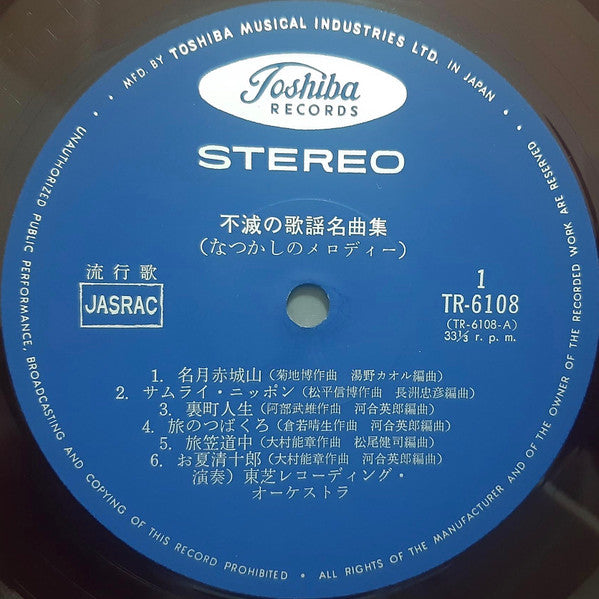 • MFD. BY TOSHIBA MUSICAL INDUSTRIES LTD. IN JAPAN •
Toshiba
RECORDS
STEREO
不滅の歌謡名曲集
(なつかしのメロディー)
流行歌
JASRAC
1
TR-6108
(TR-6108-A)
33⅓ r. p. m.
1. 名月赤城山 (菊地博作曲 湯野カオル編曲)
2. サムライ・ニッポン (松平信博作曲 長洲忠彦編曲)
3. 裏町人生 (阿部武雄作曲 河合英郎編曲)
4. 旅のつばくろ (倉若晴生作曲 河合英郎編曲)
5. 旅笠道中 (大村能章作曲 松尾健司編曲)
6. お夏清十郎 (大村能章作曲 河合英郎編曲)
演奏) 東芝レコーディング・
オーケストラ
• UNAUTHORIZED PUBLIC PERFORMANCE, BROADCASTING AND COPYING OF THIS RECORD PROHIBITED • ALL RIGHTS OF THE MANUFACTURER AND OF THE OWNER OF THE RECORDED WORK ARE RESERVED •